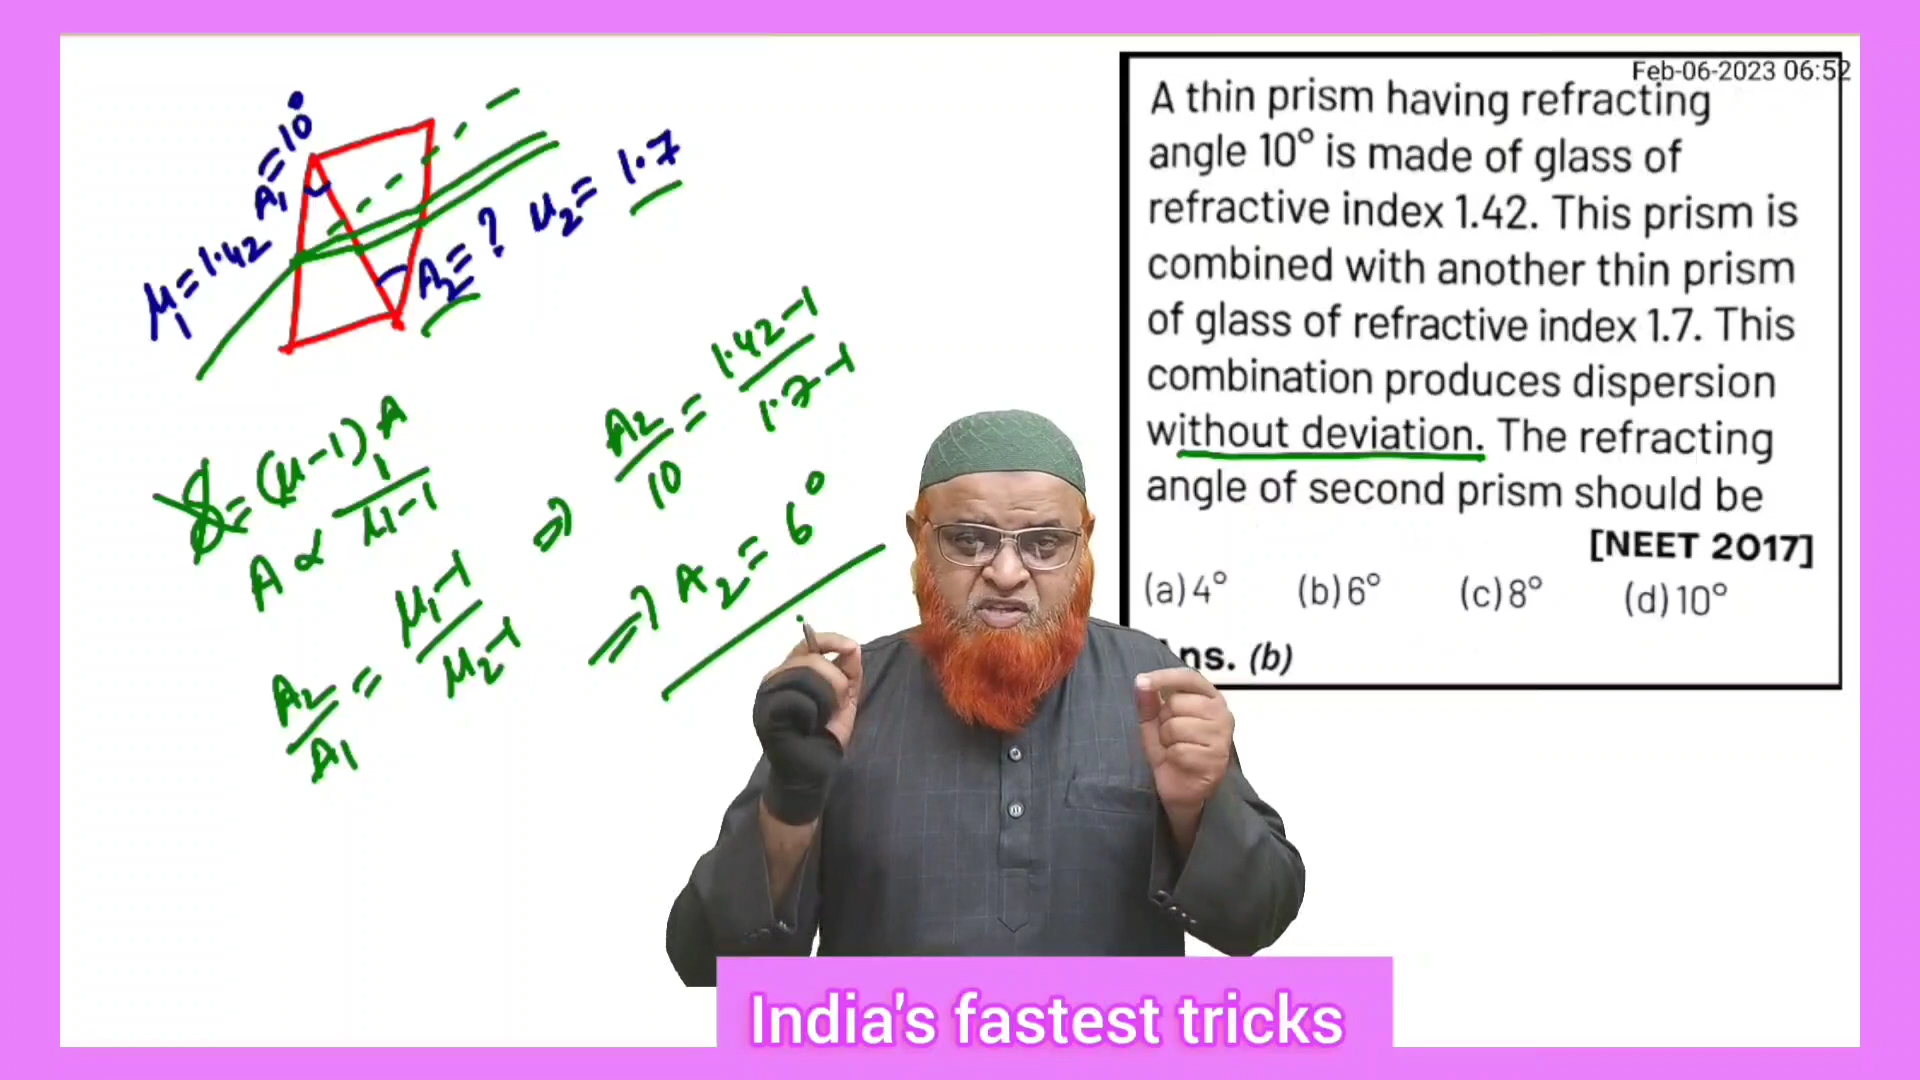 Feb-06-2023 06:52
A thin prism having refracting
angle 10° is made of glass of
refractive index 1.42. This prism is
combined with another thin prism
of glass of refractive index 1.7. This
combination produces dispersion
without deviation. The refracting
angle of second prism should be
[NEET 2017]
(a) 4° (b) 6° (c) 8° (d) 10°
ns. (b)
A₁ = 10°
μ₁ = 1.42
A₂ = ?
μ₂ = 1.7
δ = (μ-1) A
A ∝ 1/(μ-1)
A₂/A₁ = (μ₁-1)/(μ₂-1)
⇒ A₂/10 = (1.42-1)/(1.7-1)
⇒ A₂ = 6°
India's fastest tricks